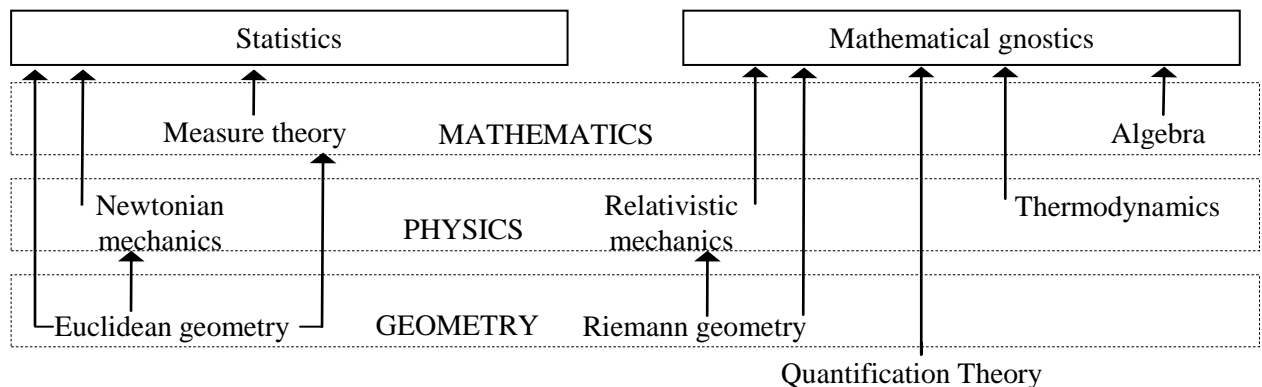 Statistics
Mathematical gnostics
Measure theory
MATHEMATICS
Algebra
Newtonian
mechanics
PHYSICS
Relativistic
mechanics
Thermodynamics
Euclidean geometry
GEOMETRY
Riemann geometry
Quantification Theory